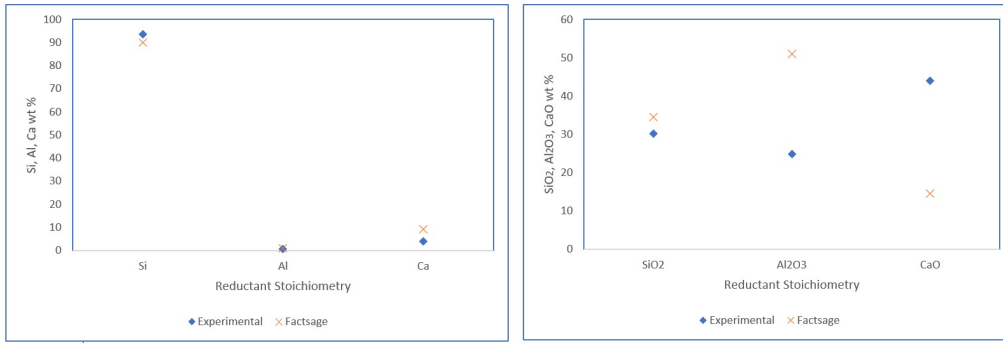 100
90
80
70
60
50
40
30
20
10
0
Si, Al, Ca wt %
Si Al Ca
Reductant Stoichiometry
Experimental Factsage
60
50
40
30
20
10
0
SiO2, Al2O3, CaO wt %
SiO2 Al2O3 CaO
Reductant Stoichiometry
Experimental Factsage